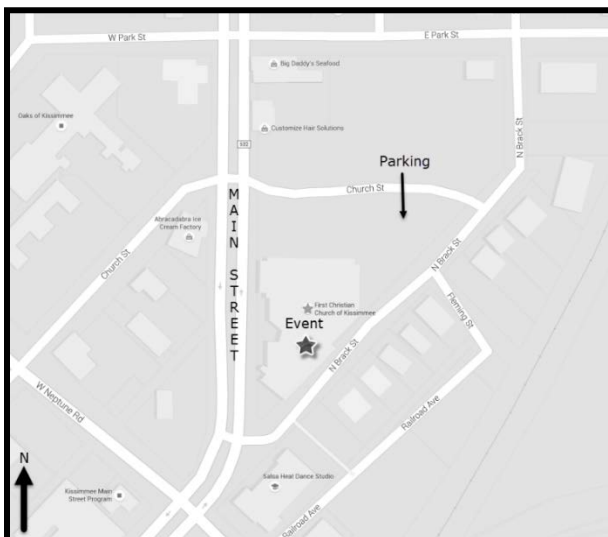 W Park St
E Park St
Big Daddy's Seafood
Oaks of Kissimmee
Customize Hair Solutions
N Brack St
Parking
Church St
MAIN STREET
Abracadabra Ice
Cream Factory
Church St
N Brack St
Fleming St
First Christian
Church of Kissimmee
Event
N Brack St
W Neptune Rd
Railroad Ave
N
Salsa Heat Dance Studio
Kissimmee Main
Street Program
Railroad Ave